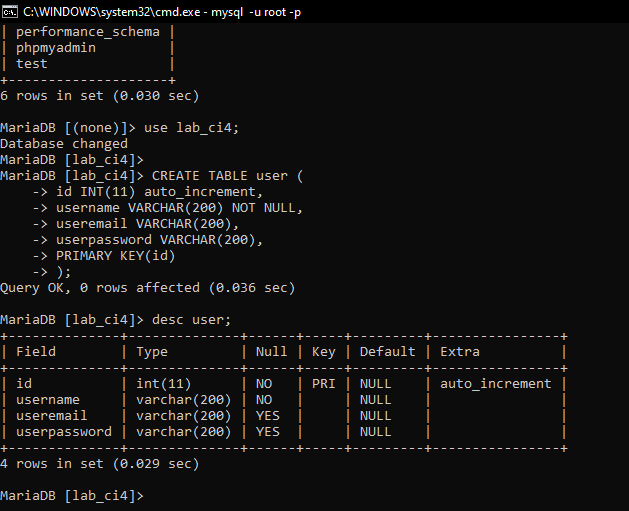 C:\WINDOWS\system32\cmd.exe - mysql  -u root -p
| performance_schema |
| phpmyadmin         |
| test               |
+--------------------+
6 rows in set (0.030 sec)

MariaDB [(none)]> use lab_ci4;
Database changed
MariaDB [lab_ci4]>
MariaDB [lab_ci4]> CREATE TABLE user (
    -> id INT(11) auto_increment,
    -> username VARCHAR(200) NOT NULL,
    -> useremail VARCHAR(200),
    -> userpassword VARCHAR(200),
    -> PRIMARY KEY(id)
    -> );
Query OK, 0 rows affected (0.036 sec)

MariaDB [lab_ci4]> desc user;
+--------------+--------------+------+-----+---------+----------------+
| Field        | Type         | Null | Key | Default | Extra          |
+--------------+--------------+------+-----+---------+----------------+
| id           | int(11)      | NO   | PRI | NULL    | auto_increment |
| username     | varchar(200) | NO   |     | NULL    |                |
| useremail    | varchar(200) | YES  |     | NULL    |                |
| userpassword | varchar(200) | YES  |     | NULL    |                |
+--------------+--------------+------+-----+---------+----------------+
4 rows in set (0.029 sec)

MariaDB [lab_ci4]>